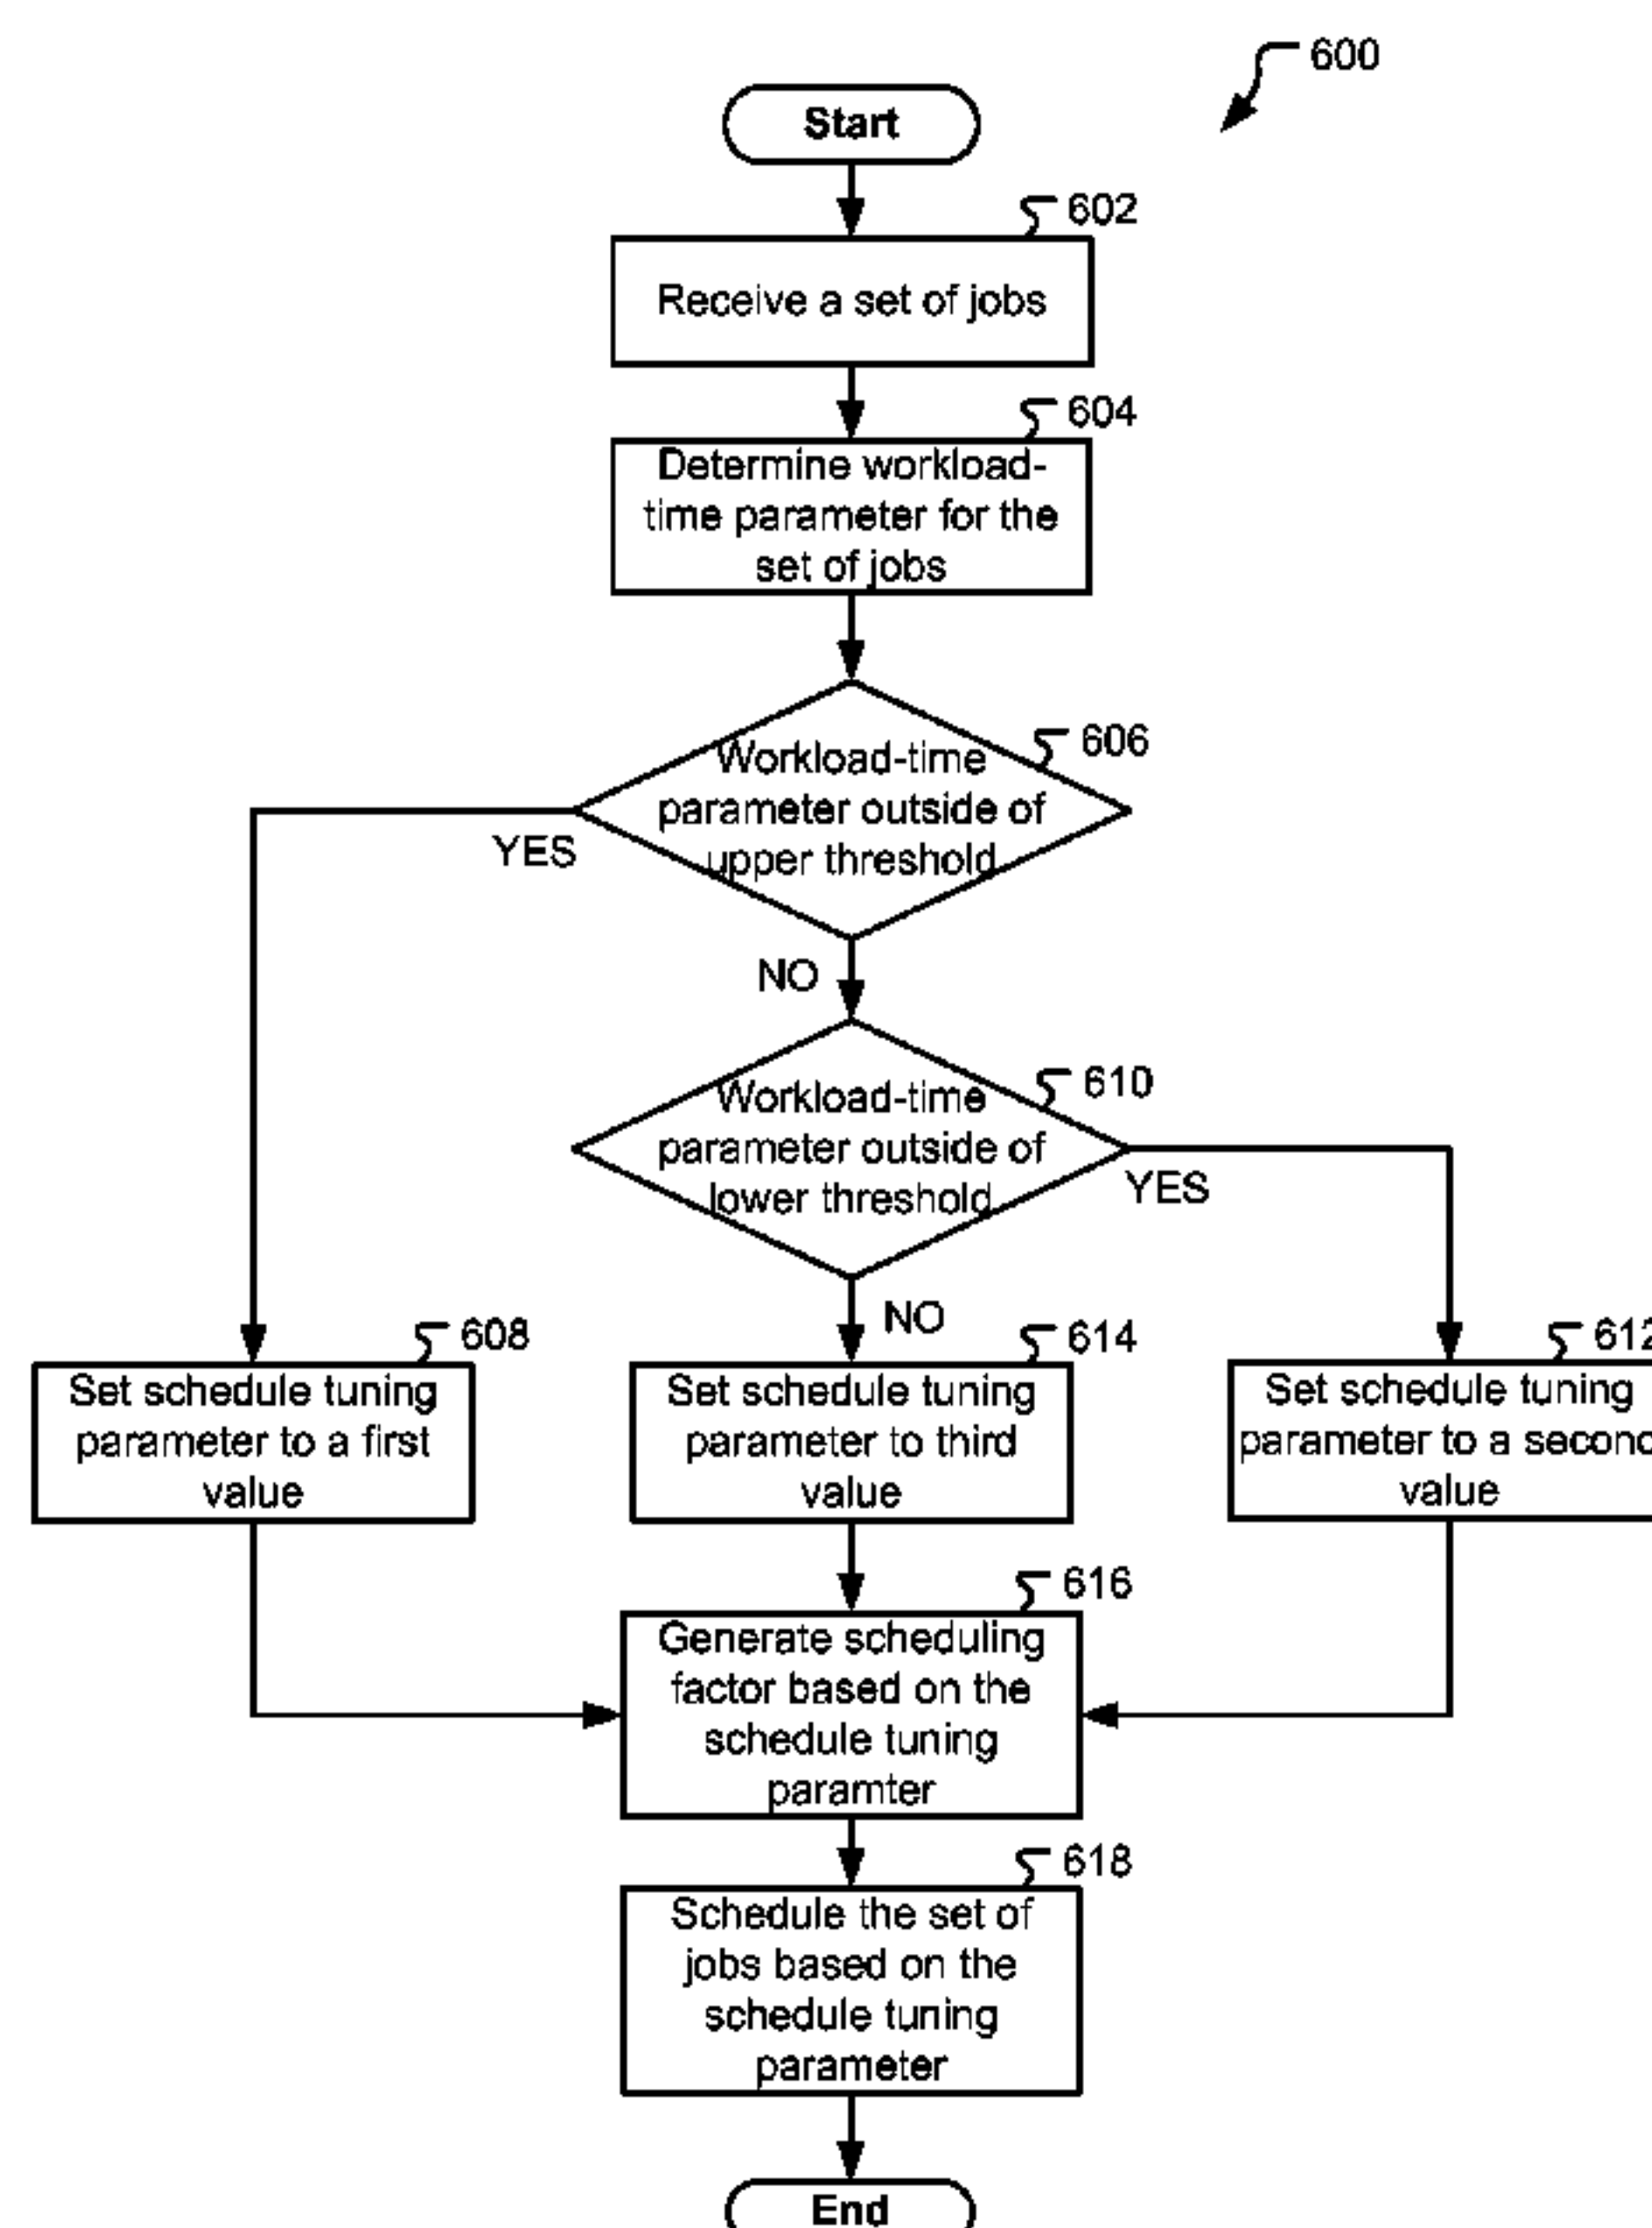 600
Start
602
Receive a set of jobs
604
Determine workload-
time parameter for the
set of jobs
606
Workload-time
parameter outside of
upper threshold
YES
NO
610
Workload-time
parameter outside of
lower threshold
YES
NO
608
Set schedule tuning
parameter to a first
value
614
Set schedule tuning
parameter to third
value
612
Set schedule tuning
parameter to a second
value
616
Generate scheduling
factor based on the
schedule tuning
paramter
618
Schedule the set of
jobs based on the
schedule tuning
parameter
End